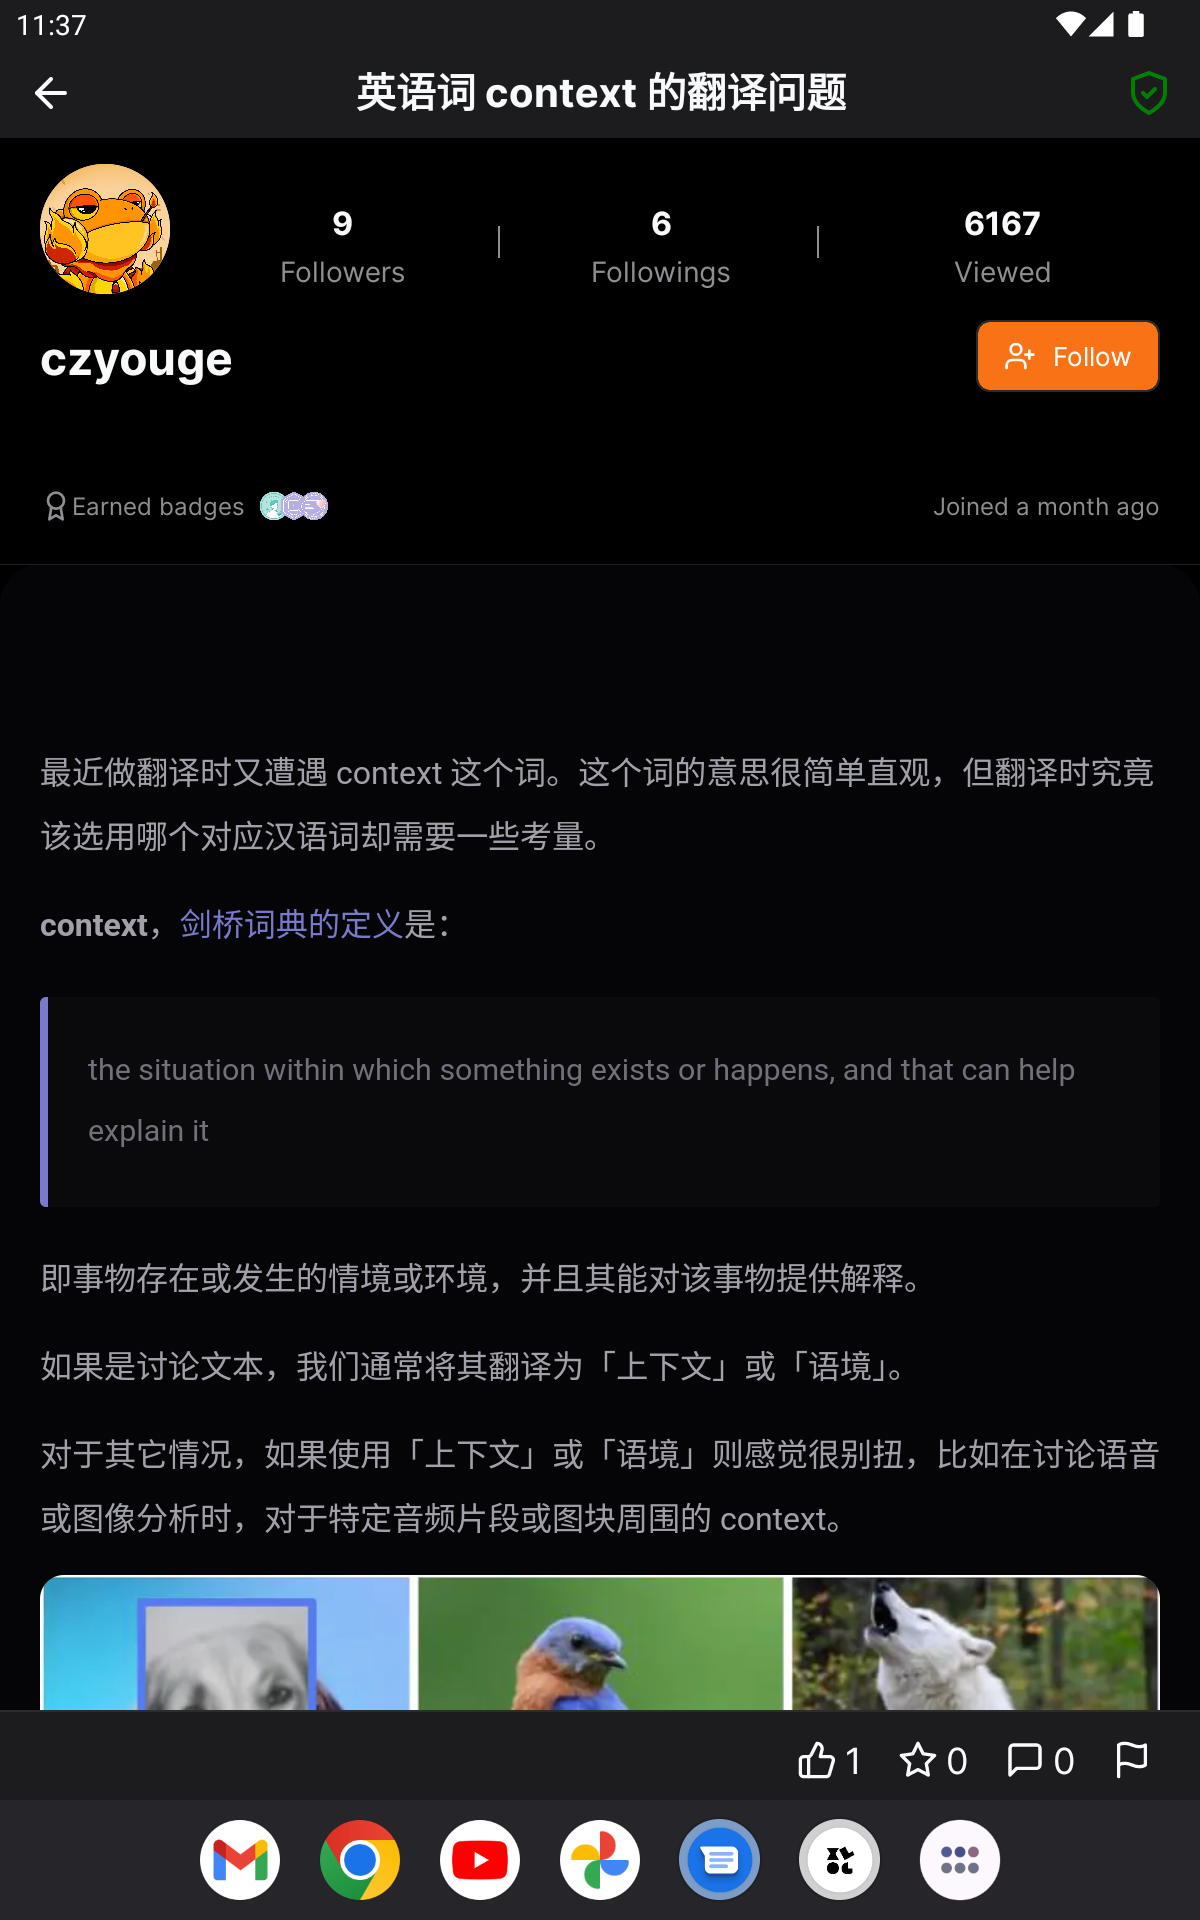 11:37
英语词 context 的翻译问题
9
Followers
6
Followings
6167
Viewed
czyouge
Follow
Earned badges
Joined a month ago
最近做翻译时又遭遇 context 这个词。这个词的意思很简单直观，但翻译时究竟
该选用哪个对应汉语词却需要一些考量。
context，剑桥词典的定义是：
the situation within which something exists or happens, and that can help
explain it
即事物存在或发生的情境或环境，并且其能对该事物提供解释。
如果是讨论文本，我们通常将其翻译为「上下文」或「语境」。
对于其它情况，如果使用「上下文」或「语境」则感觉很别扭，比如在讨论语音
或图像分析时，对于特定音频片段或图块周围的 context。
1
0
0